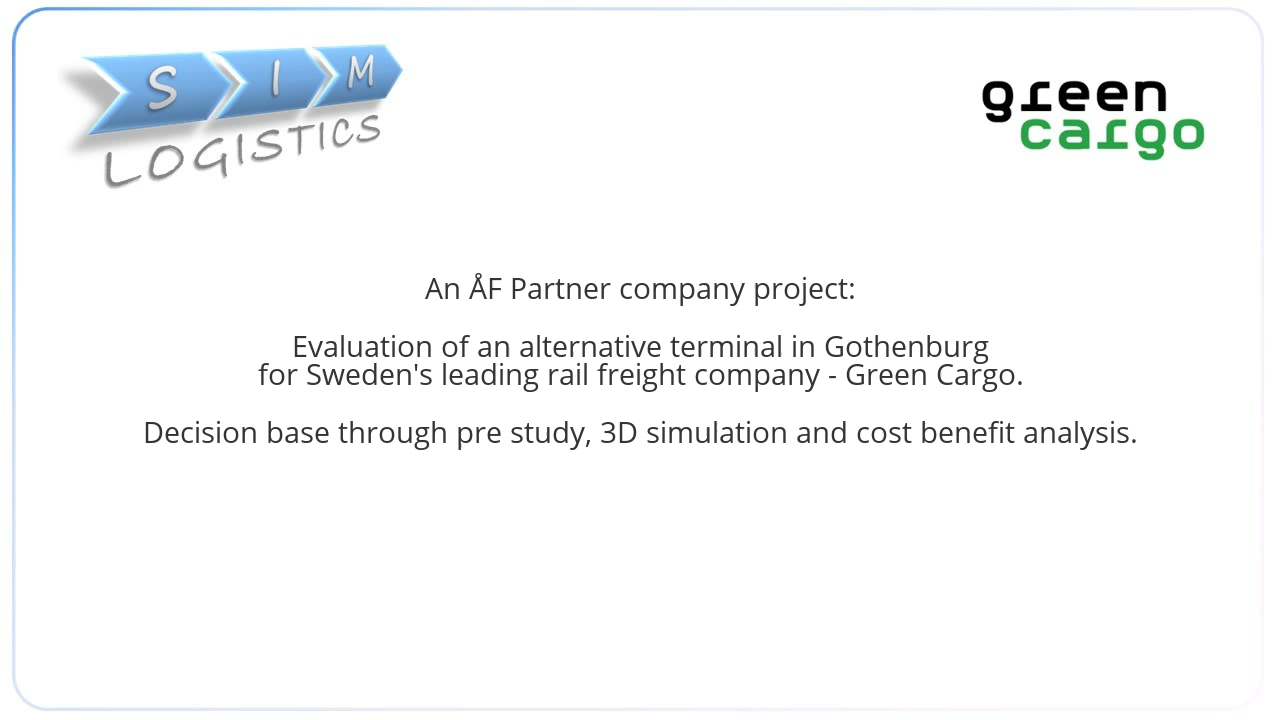 S I M
LOGISTICS
green
cargo
An ÅF Partner company project:
Evaluation of an alternative terminal in Gothenburg
for Sweden's leading rail freight company - Green Cargo.
Decision base through pre study, 3D simulation and cost benefit analysis.